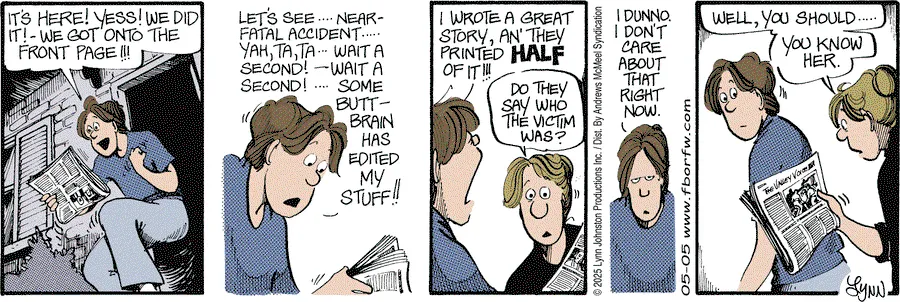 IT'S HERE! YESS! WE DID
IT! - WE GOT ONTO THE
FRONT PAGE!!!
LET'S SEE .... NEAR-
FATAL ACCIDENT.....
YAH, TA, TA... WAIT A
SECOND! - WAIT A
SECOND! .... SOME
BUTT-
BRAIN
HAS
EDITED
MY
STUFF!!
I WROTE A GREAT
STORY, AN' THEY
PRINTED HALF
OF IT!!!
DO THEY
SAY WHO
THE VICTIM
WAS?
© 2025 Lynn Johnston Productions Inc. / Dist. By Andrews McMeel Syndication
I DUNNO.
I DON'T
CARE
ABOUT
THAT
RIGHT
NOW.
05-05 www.fborfw.com
WELL, YOU SHOULD.....
YOU KNOW
HER.
THE VALLEY VOICE
LYNN